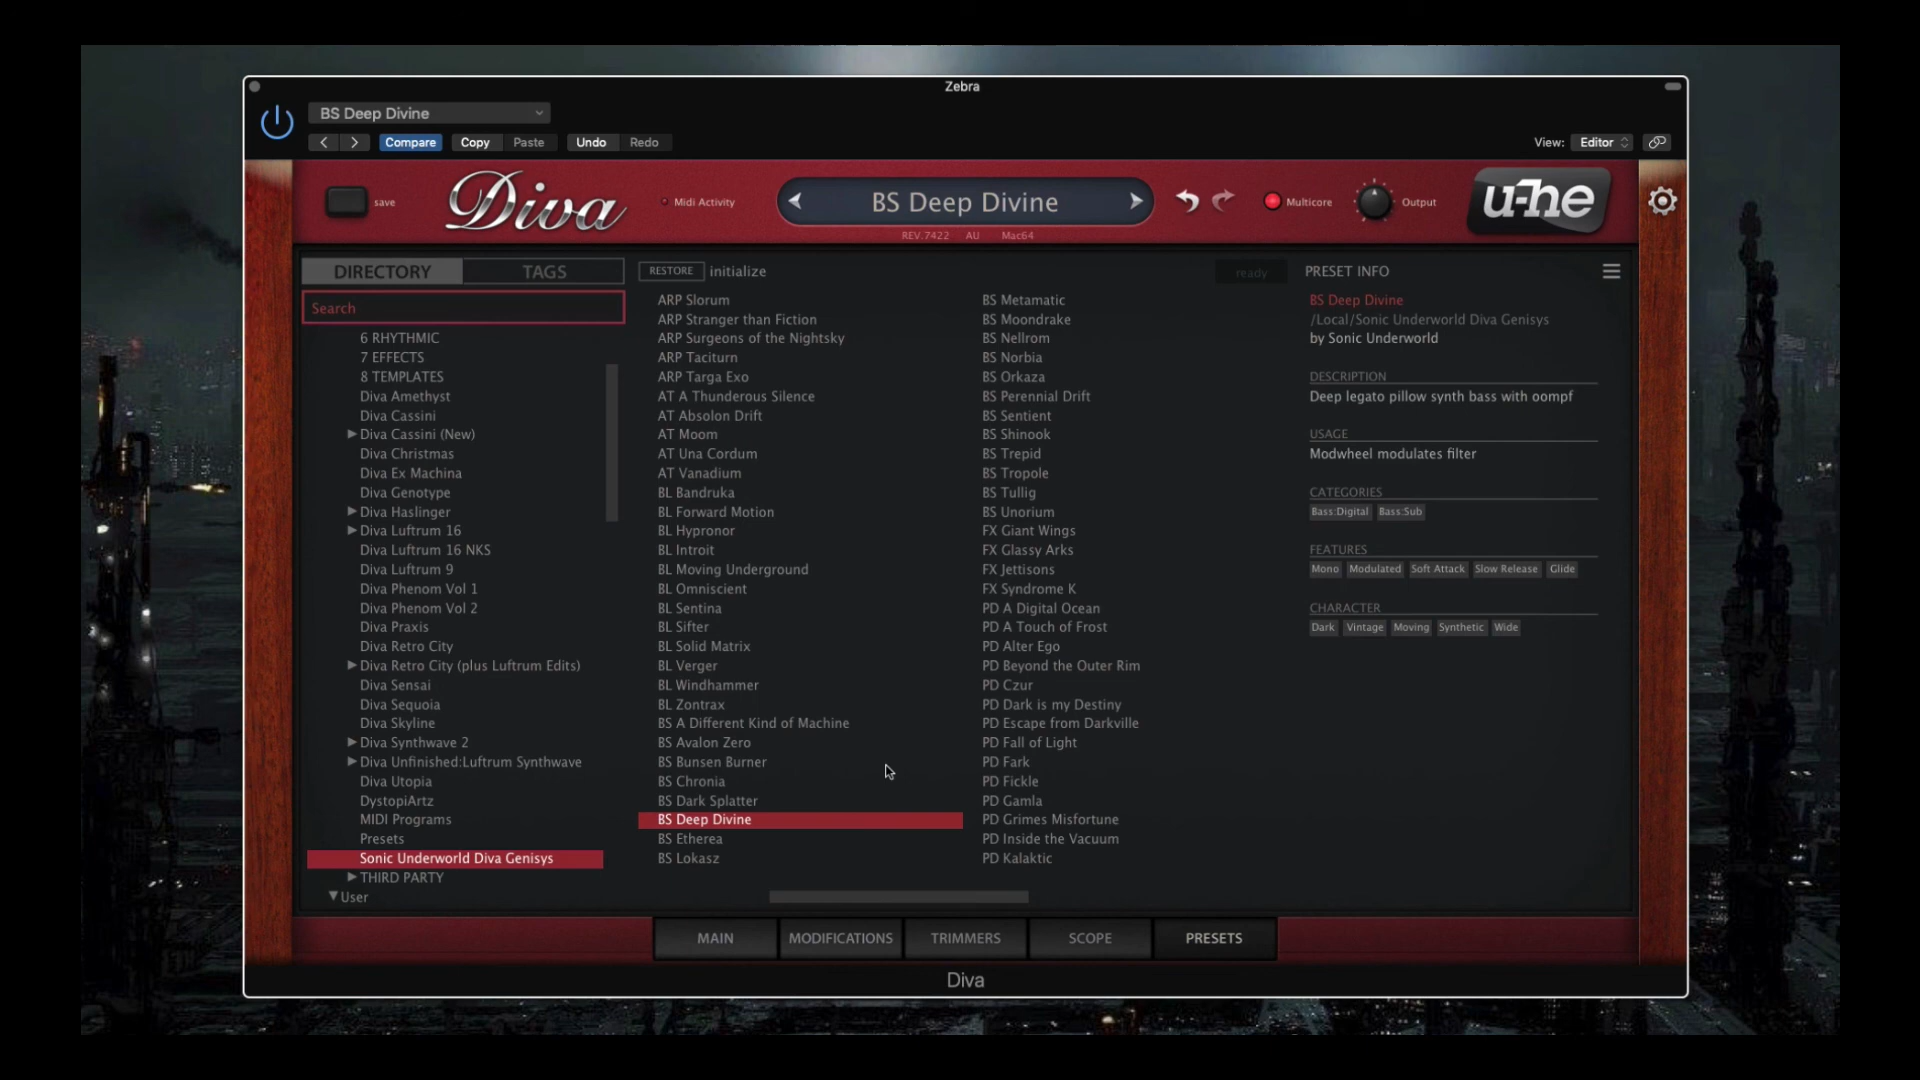 Zebra
BS Deep Divine
Compare
Copy
Paste
Undo
Redo
View:
Editor
save
Diva
Midi Activity
BS Deep Divine
REV.7422 AU Mac64
Multicore
Output
u-he
DIRECTORY
TAGS
Search
6 RHYTHMIC
7 EFFECTS
8 TEMPLATES
Diva Amethyst
Diva Cassini
Diva Cassini (New)
Diva Christmas
Diva Ex Machina
Diva Genotype
Diva Haslinger
Diva Luftrum 16
Diva Luftrum 16 NKS
Diva Luftrum 9
Diva Phenom Vol 1
Diva Phenom Vol 2
Diva Praxis
Diva Retro City
Diva Retro City (plus Luftrum Edits)
Diva Sensai
Diva Sequoia
Diva Skyline
Diva Synthwave 2
Diva Unfinished:Luftrum Synthwave
Diva Utopia
DystopiArtz
MIDI Programs
Presets
Sonic Underworld Diva Genisys
THIRD PARTY
User
RESTORE
initialize
ready
ARP Slorum
ARP Stranger than Fiction
ARP Surgeons of the Nightsky
ARP Taciturn
ARP Targa Exo
AT A Thunderous Silence
AT Absolon Drift
AT Moom
AT Una Cordum
AT Vanadium
BL Bandruka
BL Forward Motion
BL Hypronor
BL Introit
BL Moving Underground
BL Omniscient
BL Sentina
BL Sifter
BL Solid Matrix
BL Verger
BL Windhammer
BL Zontrax
BS A Different Kind of Machine
BS Avalon Zero
BS Bunsen Burner
BS Chronia
BS Dark Splatter
BS Deep Divine
BS Etherea
BS Lokasz
BS Metamatic
BS Moondrake
BS Nellrom
BS Norbia
BS Orkaza
BS Perennial Drift
BS Sentient
BS Shinook
BS Trepid
BS Tropole
BS Tullig
BS Unorium
FX Giant Wings
FX Glassy Arks
FX Jettisons
FX Syndrome K
PD A Digital Ocean
PD A Touch of Frost
PD Alter Ego
PD Beyond the Outer Rim
PD Czur
PD Dark is my Destiny
PD Escape from Darkville
PD Fall of Light
PD Fark
PD Fickle
PD Gamla
PD Grimes Misfortune
PD Inside the Vacuum
PD Kalaktic
PRESET INFO
BS Deep Divine
/Local/Sonic Underworld Diva Genisys
by Sonic Underworld
DESCRIPTION
Deep legato pillow synth bass with oompf
USAGE
Modwheel modulates filter
CATEGORIES
Bass:Digital Bass:Sub
FEATURES
Mono Modulated Soft Attack Slow Release Glide
CHARACTER
Dark Vintage Moving Synthetic Wide
MAIN
MODIFICATIONS
TRIMMERS
SCOPE
PRESETS
Diva